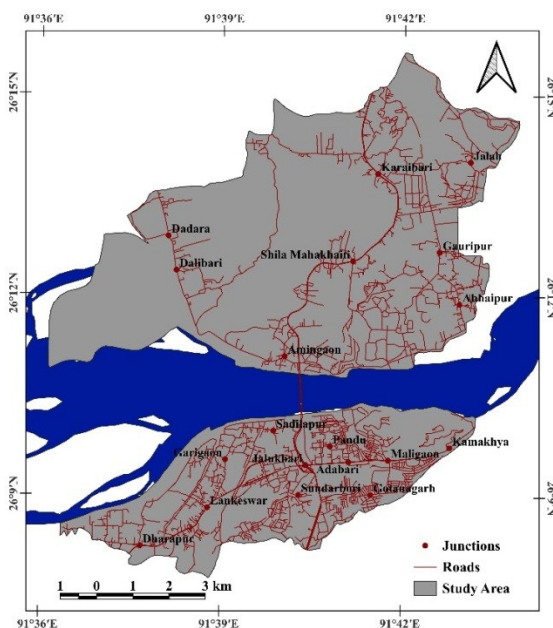 91°36′E 91°39′E 91°42′E
26°15′N 26°15′N
Jalah
Karaibari
Dadara
Gauripur
Shila Mahakhaiti
Dalibari
26°12′N 26°12′N
Abhaipur
Amingaon
Sadilapur
Pandu
Kamakhya
Garigaon Jalukbari Maligaon
Adabari
26°9′N 26°9′N
Sundarbari Gotanagarh
Lankeswar
Dharapur
Junctions
Roads
Study Area
1 0 1 2 3 km
91°36′E 91°39′E 91°42′E